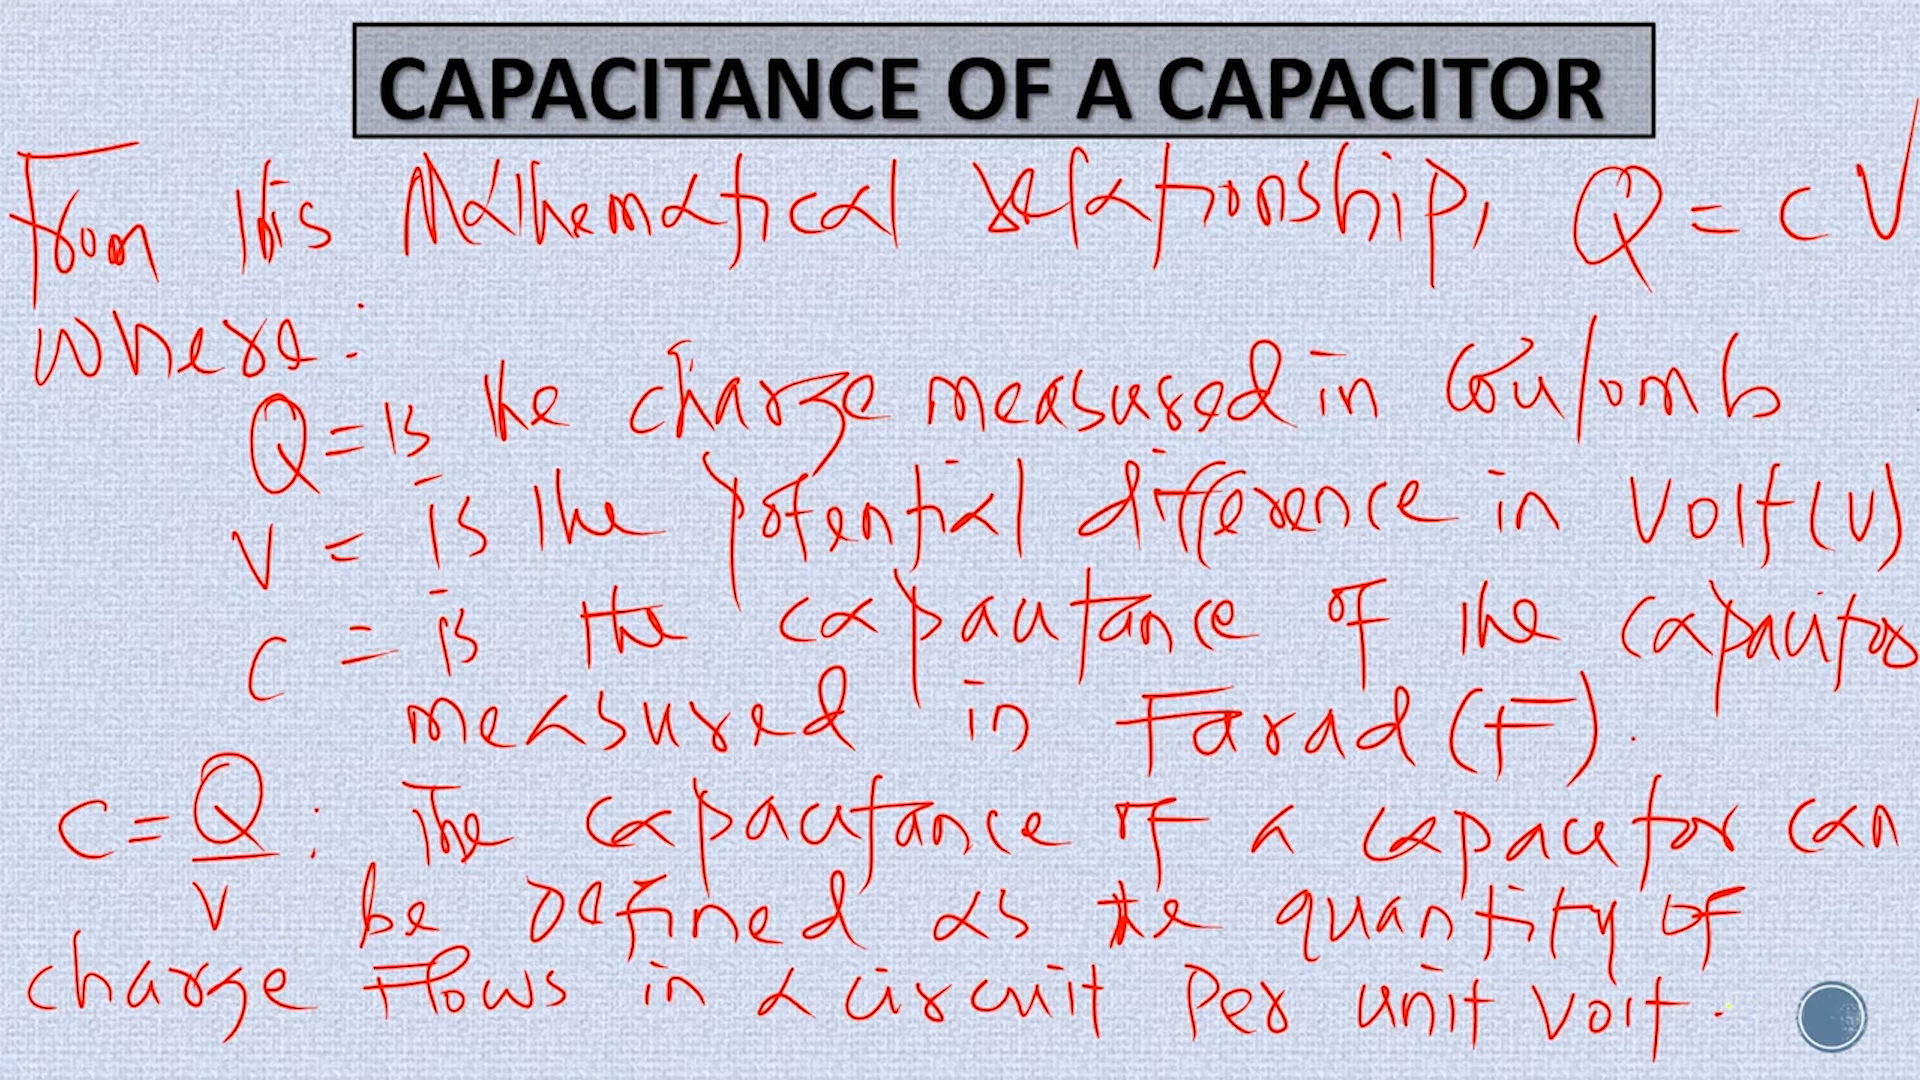 CAPACITANCE OF A CAPACITOR
From this Mathematical relationship, Q = CV
where:
Q = is the charge measured in Coulomb
V = is the potential difference in Volt (V)
C = is the capacitance of the capacitor
measured in Farad (F).
C = Q/V : The capacitance of a capacitor can
be defined as the quantity of
charge flows in a circuit Per unit Volt.